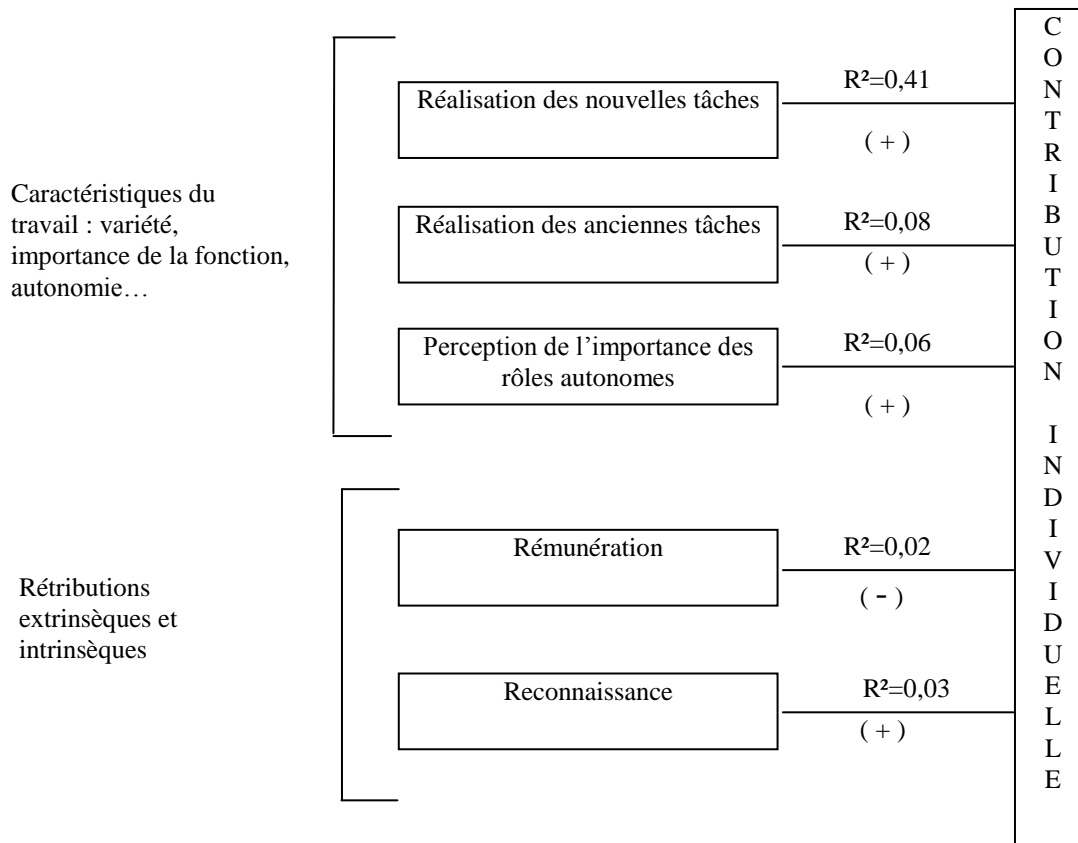 Caractéristiques du
travail : variété,
importance de la fonction,
autonomie…
Réalisation des nouvelles tâches
R²=0,41
( + )
Réalisation des anciennes tâches
R²=0,08
( + )
Perception de l’importance des
rôles autonomes
R²=0,06
( + )
Rétributions
extrinsèques et
intrinsèques
Rémunération
R²=0,02
( - )
Reconnaissance
R²=0,03
( + )
C
O
N
T
R
I
B
U
T
I
O
N
I
N
D
I
V
I
D
U
E
L
L
E